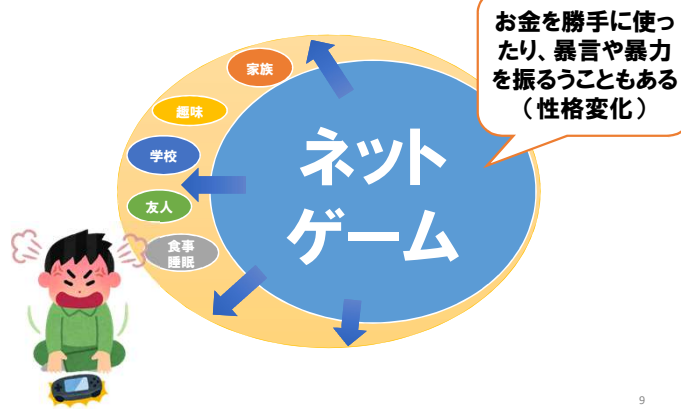 お金を勝手に使っ
たり、暴言や暴力
を振るうこともある
（性格変化）
家族
趣味
学校
友人
食事
睡眠
ネット
ゲーム
9